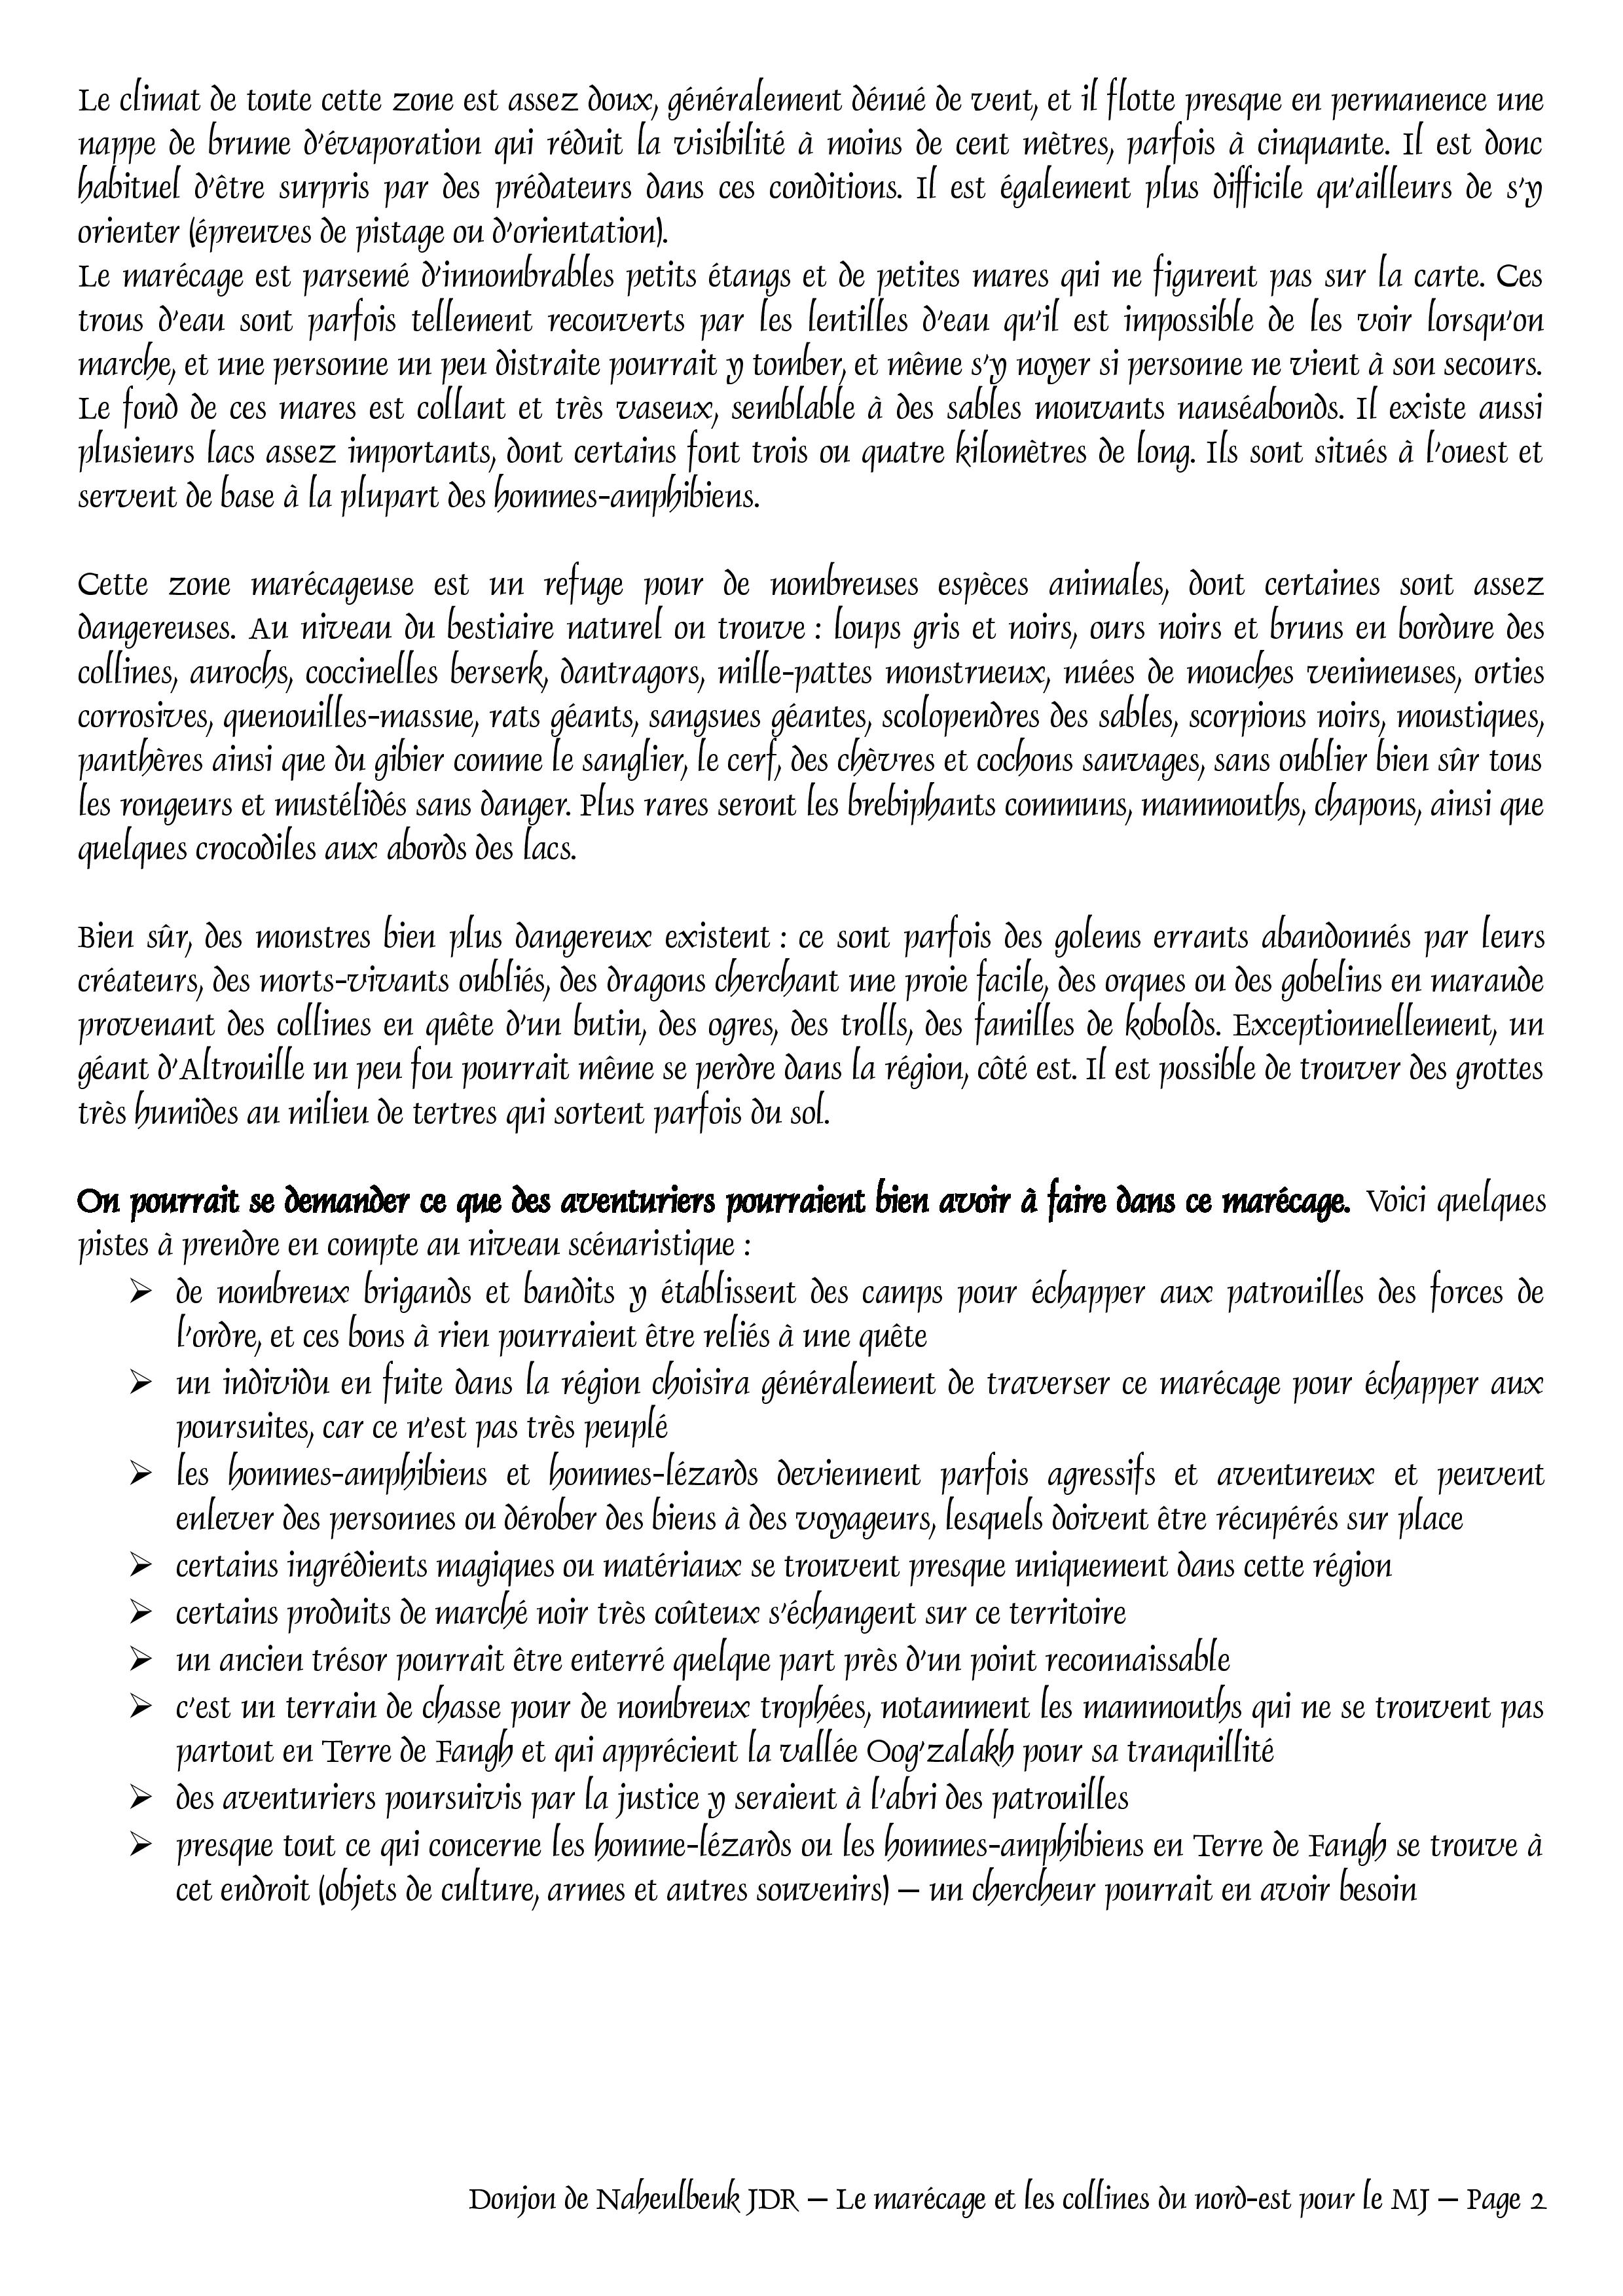 Le climat de toute cette zone est assez doux, généralement dénué de vent, et il flotte presque en permanence une
nappe de brume d'évaporation qui réduit la visibilité à moins de cent mètres, parfois à cinquante. Il est donc
habituel d'être surpris par des prédateurs dans ces conditions. Il est également plus difficile qu'ailleurs de s'y
orienter (épreuves de pistage ou d'orientation).
Le marécage est parsemé d'innombrables petits étangs et de petites mares qui ne figurent pas sur la carte. Ces
trous d'eau sont parfois tellement recouverts par les lentilles d'eau qu'il est impossible de les voir lorsqu'on
marche, et une personne un peu distraite pourrait y tomber, et même s'y noyer si personne ne vient à son secours.
Le fond de ces mares est collant et très vaseux, semblable à des sables mouvants nauséabonds. Il existe aussi
plusieurs lacs assez importants, dont certains font trois ou quatre kilomètres de long. Ils sont situés à l'ouest et
servent de base à la plupart des hommes-amphibiens.
Cette zone marécageuse est un refuge pour de nombreuses espèces animales, dont certaines sont assez
dangereuses. Au niveau du bestiaire naturel on trouve : loups gris et noirs, ours noirs et bruns en bordure des
collines, aurochs, coccinelles berserk, dantragors, mille-pattes monstrueux, nuées de mouches venimeuses, orties
corrosives, quenouilles-massue, rats géants, sangsues géantes, scolopendres des sables, scorpions noirs, moustiques,
panthères ainsi que du gibier comme le sanglier, le cerf, des chèvres et cochons sauvages, sans oublier bien sûr tous
les rongeurs et mustélidés sans danger. Plus rares seront les brebiphants communs, mammouths, chapons, ainsi que
quelques crocodiles aux abords des lacs.
Bien sûr, des monstres bien plus dangereux existent : ce sont parfois des golems errants abandonnés par leurs
créateurs, des morts-vivants oubliés, des dragons cherchant une proie facile, des orques ou des gobelins en maraude
provenant des collines en quête d'un butin, des ogres, des trolls, des familles de kobolds. Exceptionnellement, un
géant d'Altrouille un peu fou pourrait même se perdre dans la région, côté est. Il est possible de trouver des grottes
très humides au milieu de tertres qui sortent parfois du sol.
On pourrait se demander ce que des aventuriers pourraient bien avoir à faire dans ce marécage. Voici quelques
pistes à prendre en compte au niveau scénaristique :
➢ de nombreux brigands et bandits y établissent des camps pour échapper aux patrouilles des forces de
l'ordre, et ces bons à rien pourraient être reliés à une quête
➢ un individu en fuite dans la région choisira généralement de traverser ce marécage pour échapper aux
poursuites, car ce n'est pas très peuplé
➢ les hommes-amphibiens et hommes-lézards deviennent parfois agressifs et aventureux et peuvent
enlever des personnes ou dérober des biens à des voyageurs, lesquels doivent être récupérés sur place
➢ certains ingrédients magiques ou matériaux se trouvent presque uniquement dans cette région
➢ certains produits de marché noir très coûteux s'échangent sur ce territoire
➢ un ancien trésor pourrait être enterré quelque part près d'un point reconnaissable
➢ c'est un terrain de chasse pour de nombreux trophées, notamment les mammouths qui ne se trouvent pas
partout en Terre de Fangh et qui apprécient la vallée Oog'zalakh pour sa tranquillité
➢ des aventuriers poursuivis par la justice y seraient à l'abri des patrouilles
➢ presque tout ce qui concerne les homme-lézards ou les hommes-amphibiens en Terre de Fangh se trouve à
cet endroit (objets de culture, armes et autres souvenirs) – un chercheur pourrait en avoir besoin
Donjon de Naheulbeuk JDR – Le marécage et les collines du nord-est pour le MJ – Page 2